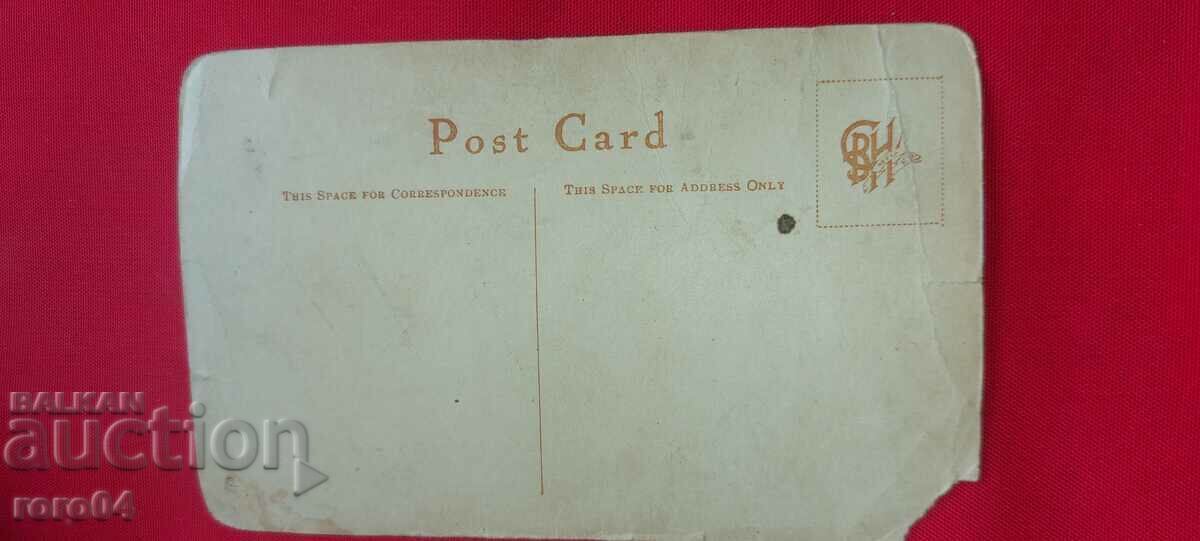 Post Card
THIS SPACE FOR CORRESPONDENCE
THIS SPACE FOR ADDRESS ONLY
BALKAN
auction
roro04